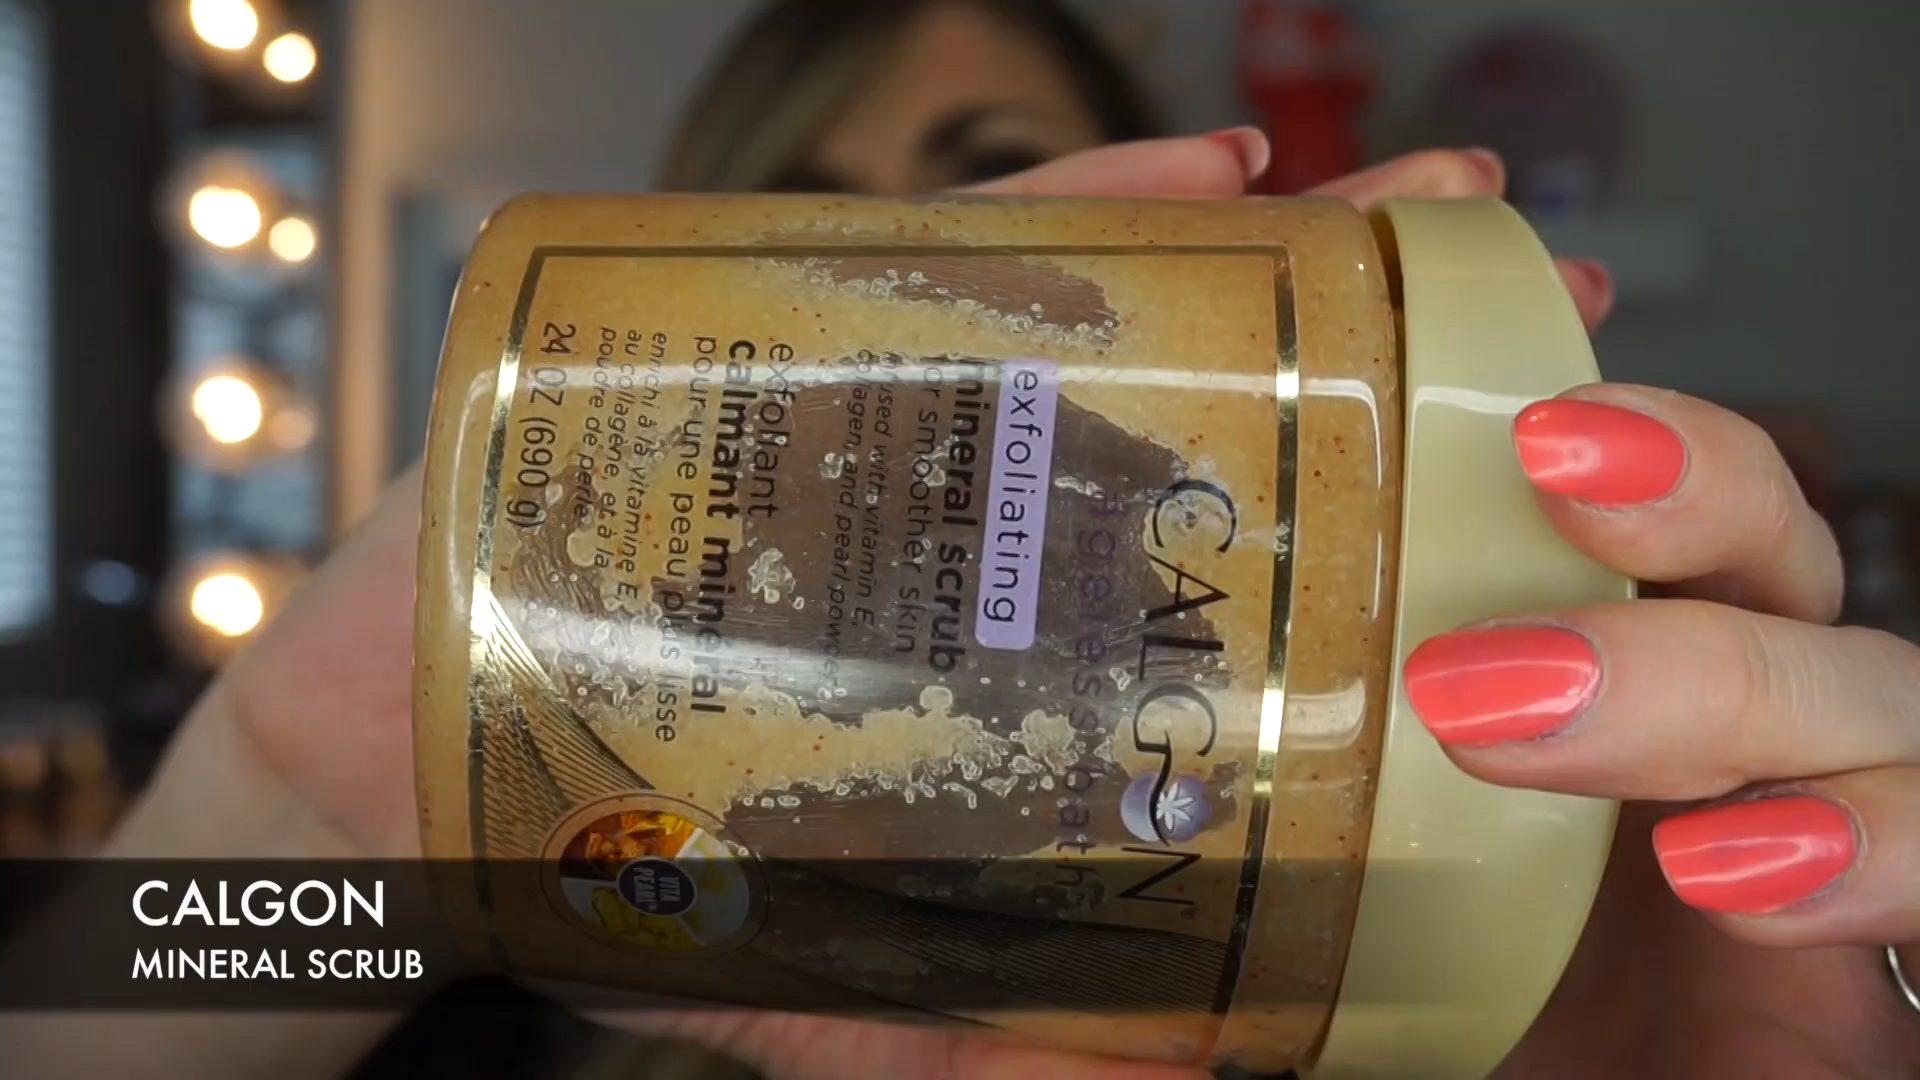 CALGON®
ageless bath
exfoliating
mineral scrub
for smoother skin
infused with vitamin E,
collagen, and pearl powder
exfoliant
calmant minéral
pour une peau plus lisse
enrichi à la vitamine E,
au collagène, et à la
poudre de perle
24 OZ (690 g)
VITA
PEARL
CALGON
MINERAL SCRUB